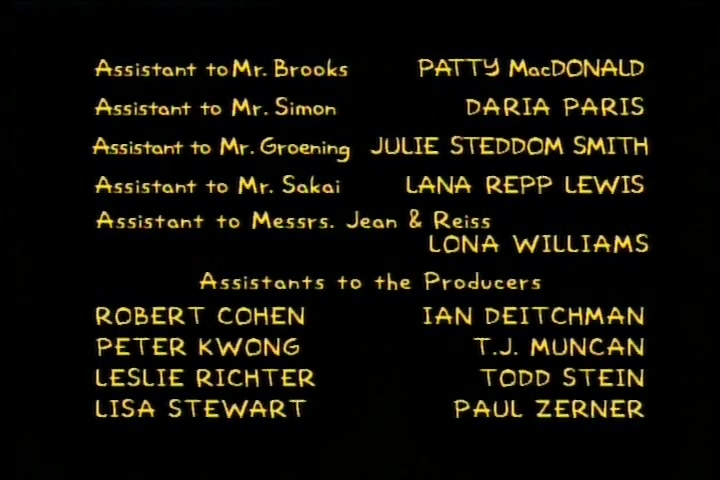 Assistant to Mr. Brooks PATTY MacDONALD
Assistant to Mr. Simon DARIA PARIS
Assistant to Mr. Groening JULIE STEDDOM SMITH
Assistant to Mr. Sakai LANA REPP LEWIS
Assistant to Messrs. Jean & Reiss
LONA WILLIAMS
Assistants to the Producers
ROBERT COHEN IAN DEITCHMAN
PETER KWONG T.J. MUNCAN
LESLIE RICHTER TODD STEIN
LISA STEWART PAUL ZERNER